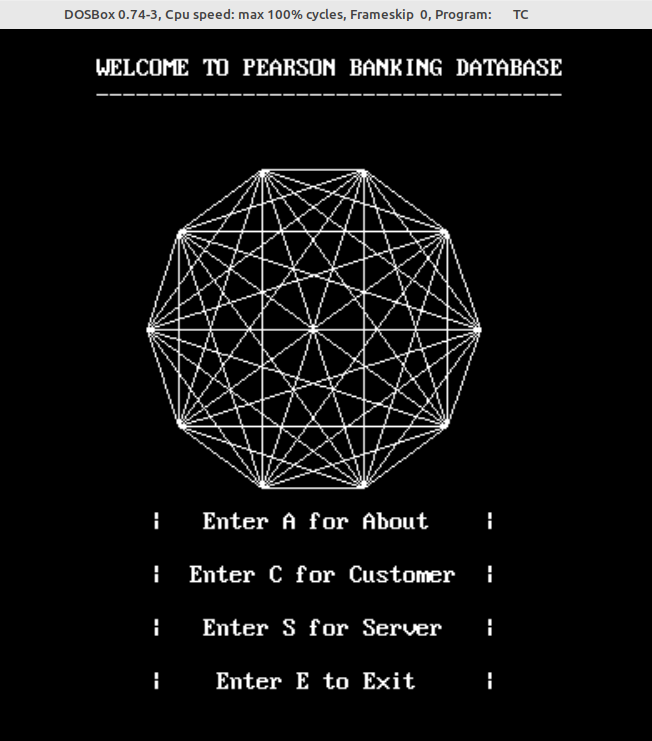 DOSBox 0.74-3, Cpu speed: max 100% cycles, Frameskip 0, Program: TC
WELCOME TO PEARSON BANKING DATABASE
-----------------------------------
¦ Enter A for About ¦
¦ Enter C for Customer ¦
¦ Enter S for Server ¦
¦ Enter E to Exit ¦